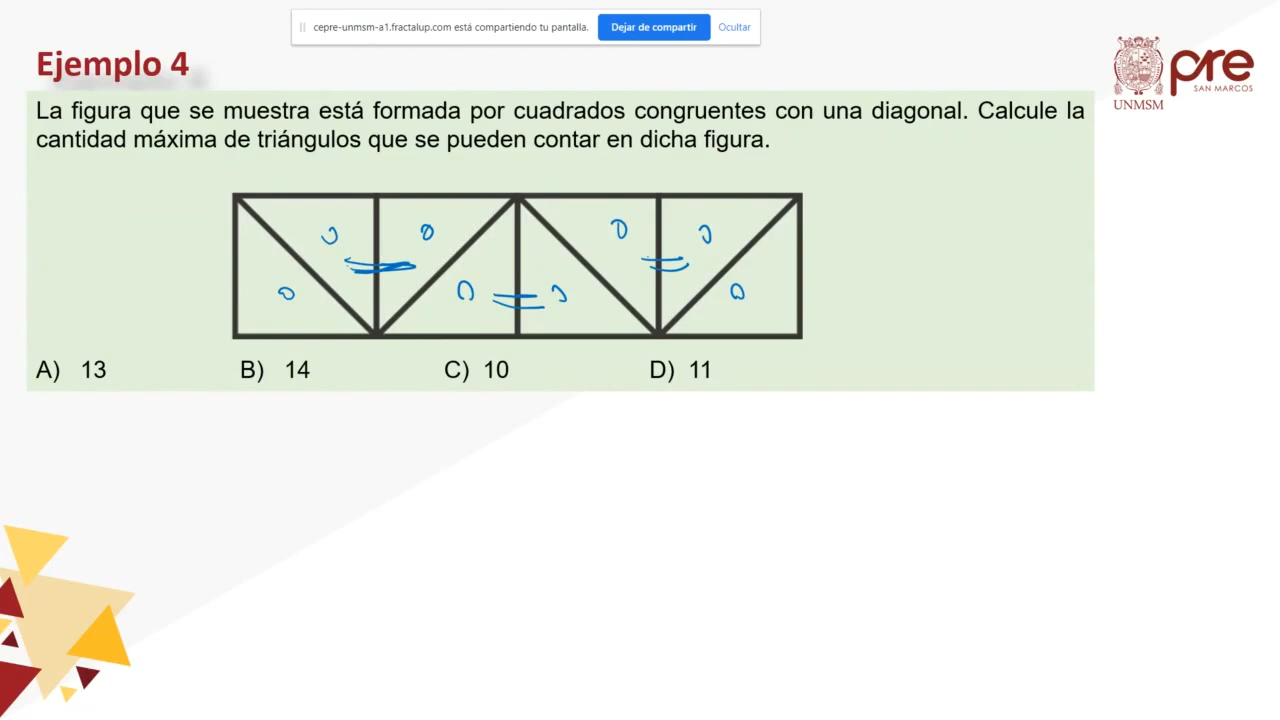 cepre-unmsm-a1.fractalup.com está compartiendo tu pantalla. Dejar de compartir Ocultar
Ejemplo 4
UNMSM
pre
SAN MARCOS
La figura que se muestra está formada por cuadrados congruentes con una diagonal. Calcule la
cantidad máxima de triángulos que se pueden contar en dicha figura.
A) 13 B) 14 C) 10 D) 11